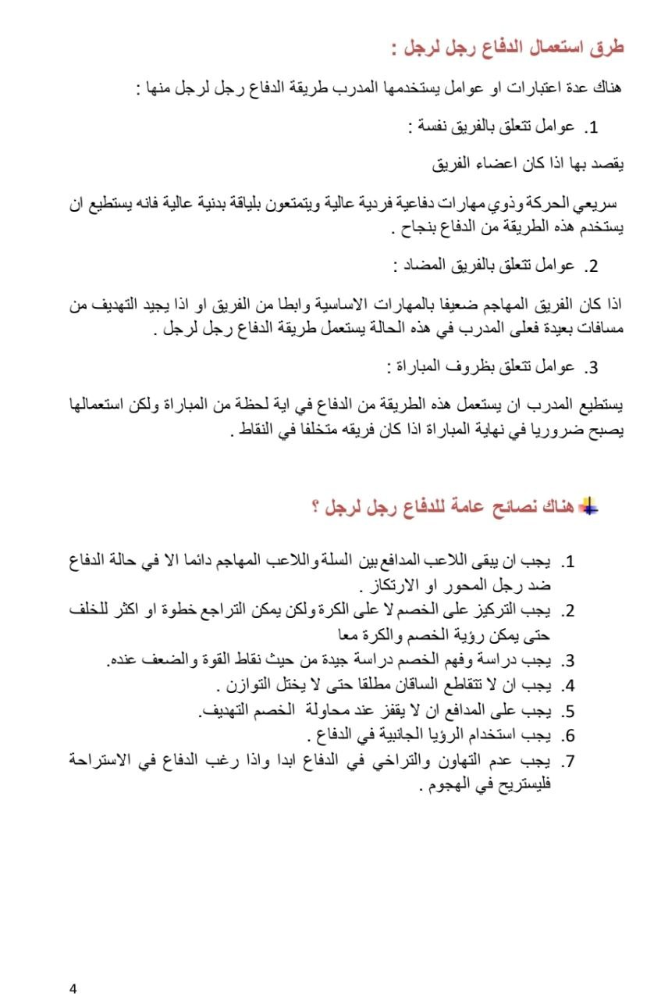 طرق استعمال الدفاع رجل لرجل :
هناك عدة اعتبارات او عوامل يستخدمها المدرب طريقة الدفاع رجل لرجل منها :
1. عوامل تتعلق بالفريق نفسة :
يقصد بها اذا كان اعضاء الفريق
سريعي الحركة وذوي مهارات دفاعية فردية عالية ويتمتعون بلياقة بدنية عالية فانه يستطيع ان
يستخدم هذه الطريقة من الدفاع بنجاح .
2. عوامل تتعلق بالفريق المضاد :
اذا كان الفريق المهاجم ضعيفا بالمهارات الاساسية وابطا من الفريق او اذا يجيد التهديف من
مسافات بعيدة فعلى المدرب في هذه الحالة يستعمل طريقة الدفاع رجل لرجل .
3. عوامل تتعلق بظروف المباراة :
يستطيع المدرب ان يستعمل هذه الطريقة من الدفاع في اية لحظة من المباراة ولكن استعمالها
يصبح ضروريا في نهاية المباراة اذا كان فريقه متخلفا في النقاط .
هناك نصائح عامة للدفاع رجل لرجل ؟
1. يجب ان يبقى اللاعب المدافع بين السلة واللاعب المهاجم دائما الا في حالة الدفاع
ضد رجل المحور او الارتكاز .
2. يجب التركيز على الخصم لا على الكرة ولكن يمكن التراجع خطوة او اكثر للخلف
حتى يمكن رؤية الخصم والكرة معا
3. يجب دراسة وفهم الخصم دراسة جيدة من حيث نقاط القوة والضعف عنده.
4. يجب ان لا تتقاطع الساقان مطلقا حتى لا يختل التوازن .
5. يجب على المدافع ان لا يقفز عند محاولة الخصم التهديف.
6. يجب استخدام الرؤيا الجانبية في الدفاع .
7. يجب عدم التهاون والتراخي في الدفاع ابدا واذا رغب الدفاع في الاستراحة
فليستريح في الهجوم .
4